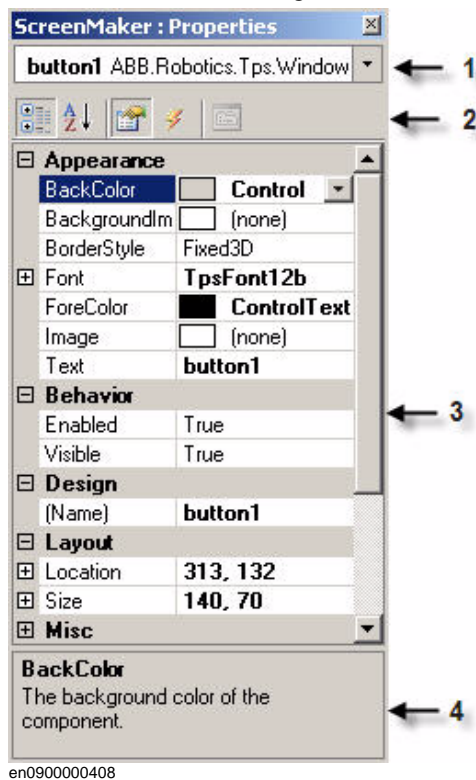 ScreenMaker : Properties
button1 ABB.Robotics.Tps.Window
1
2
Appearance
BackColor Control
BackgroundIm (none)
BorderStyle Fixed3D
Font TpsFont12b
ForeColor ControlText
Image (none)
Text button1
Behavior
3
Enabled True
Visible True
Design
(Name) button1
Layout
Location 313, 132
Size 140, 70
Misc
BackColor
The background color of the
component.
4
en0900000408